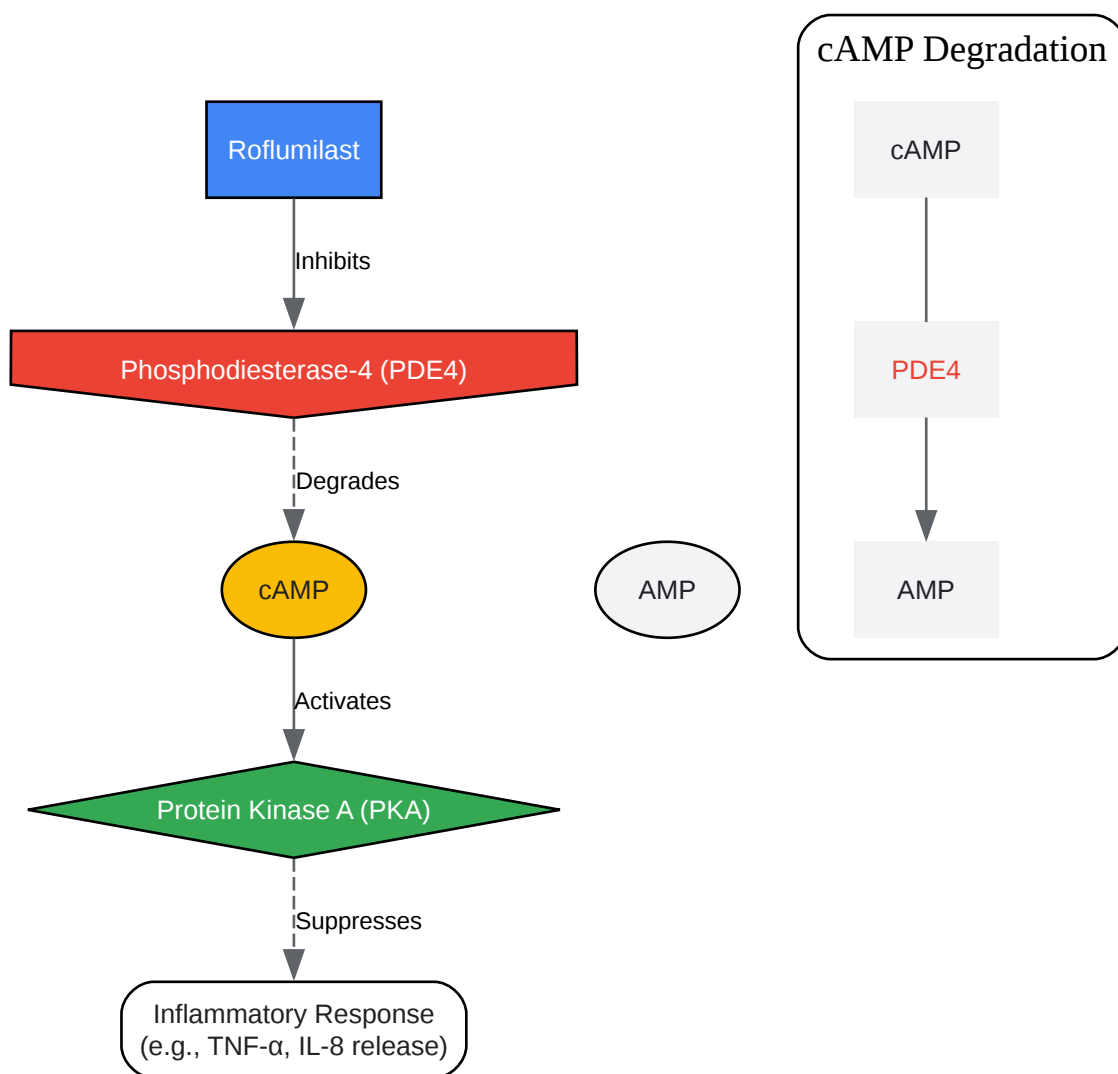 cAMP Degradation
Roflumilast
cAMP
Inhibits
Phosphodiesterase-4 (PDE4)
PDE4
Degrades
cAMP
AMP
AMP
Activates
Protein Kinase A (PKA)
Suppresses
Inflammatory Response
(e.g., TNF-α, IL-8 release)